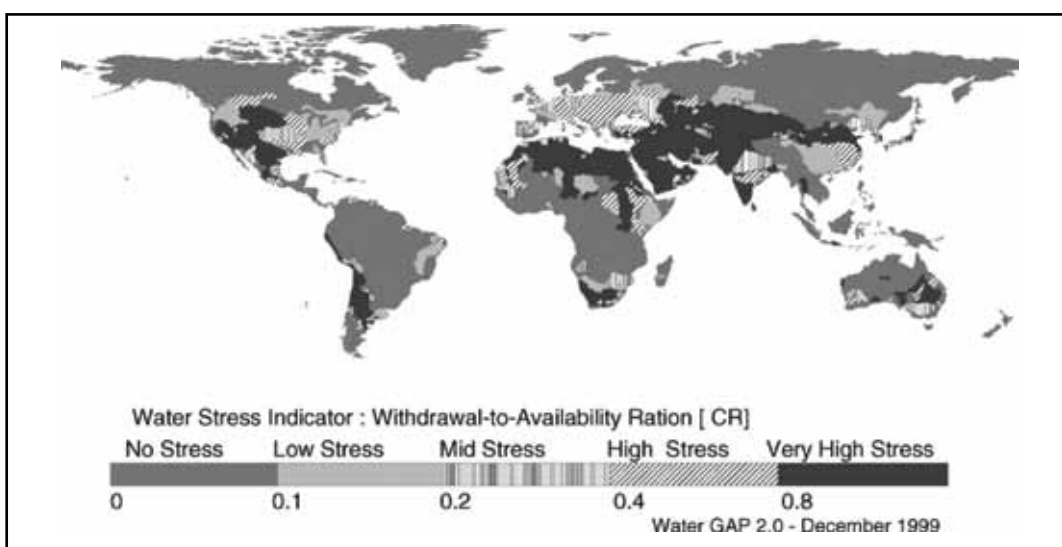 Water Stress Indicator : Withdrawal-to-Availability Ration [ CR]
No Stress Low Stress Mid Stress High Stress Very High Stress
0 0.1 0.2 0.4 0.8
Water GAP 2.0 - December 1999